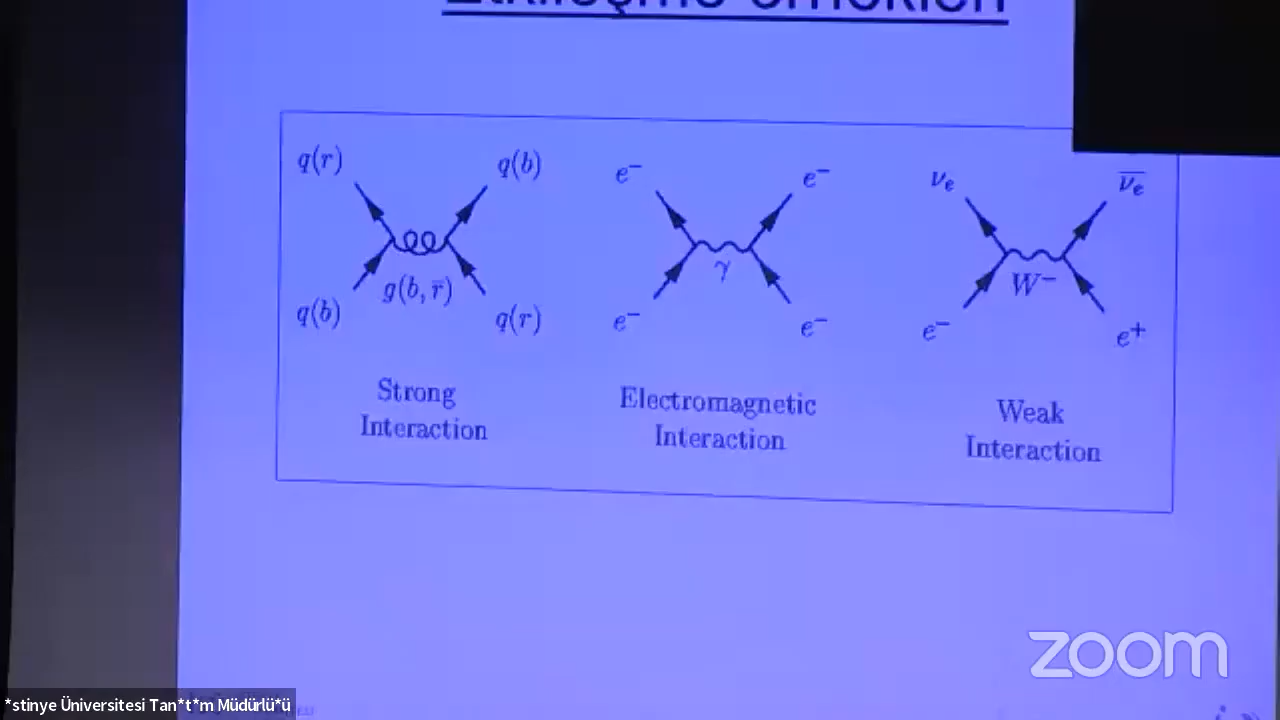 q(r)
q(b)
e⁻
e⁻
νₑ
ν̅ₑ
g(b, r̅)
γ
W⁻
q(b)
q(r)
e⁻
e⁻
e⁻
e⁺
Strong
Interaction
Electromagnetic
Interaction
Weak
Interaction
zoom
*stinye Üniversitesi Tan*t*m Müdürlü*ü